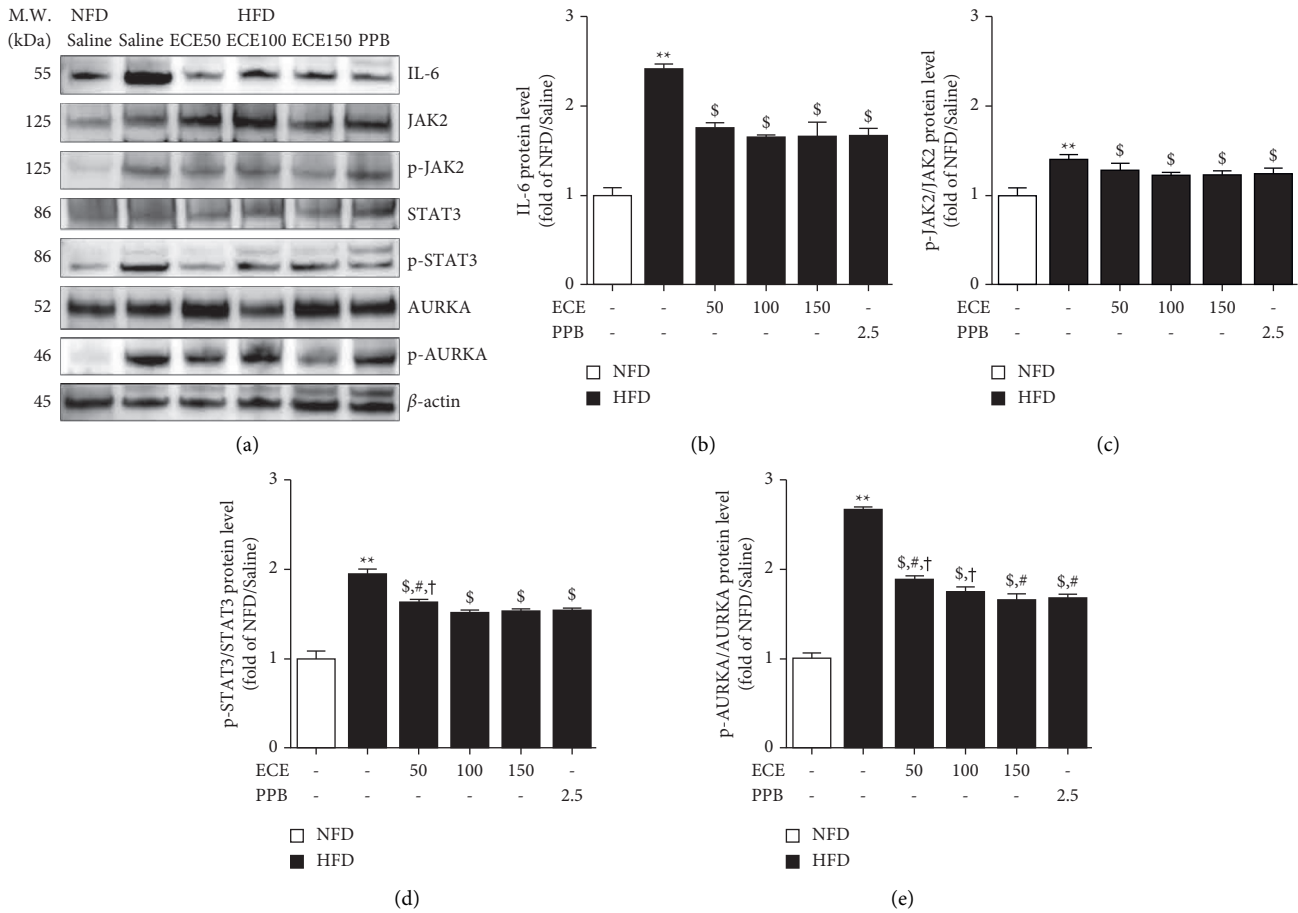 M.W. NFD HFD
(kDa) Saline Saline ECE50 ECE100 ECE150 PPB
55 IL-6
125 JAK2
125 p-JAK2
86 STAT3
86 p-STAT3
52 AURKA
46 p-AURKA
45 β-actin
(a)
IL-6 protein level
(fold of NFD/Saline)
3
2
1
0
** $ $ $ $
ECE - - 50 100 150 -
PPB - - - - - 2.5
NFD
HFD
(b)
p-JAK2/JAK2 protein level
(fold of NFD/Saline)
3
2
1
0
** $ $ $ $
ECE - - 50 100 150 -
PPB - - - - - 2.5
NFD
HFD
(c)
p-STAT3/STAT3 protein level
(fold of NFD/Saline)
3
2
1
0
** $,#,† $ $ $
ECE - - 50 100 150 -
PPB - - - - - 2.5
NFD
HFD
(d)
p-AURKA/AURKA protein level
(fold of NFD/Saline)
3
2
1
0
** $,#,† $,† $,# $,#
ECE - - 50 100 150 -
PPB - - - - - 2.5
NFD
HFD
(e)